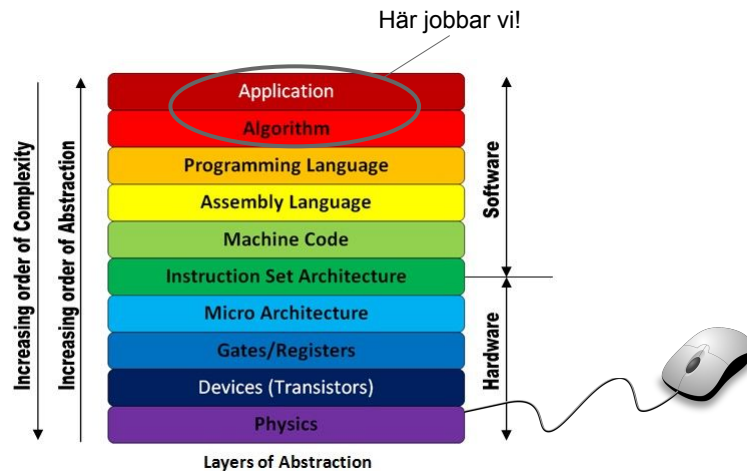 Här jobbar vi!
Increasing order of Complexity
Increasing order of Abstraction
Application
Algorithm
Programming Language
Assembly Language
Machine Code
Instruction Set Architecture
Micro Architecture
Gates/Registers
Devices (Transistors)
Physics
Software
Hardware
Layers of Abstraction